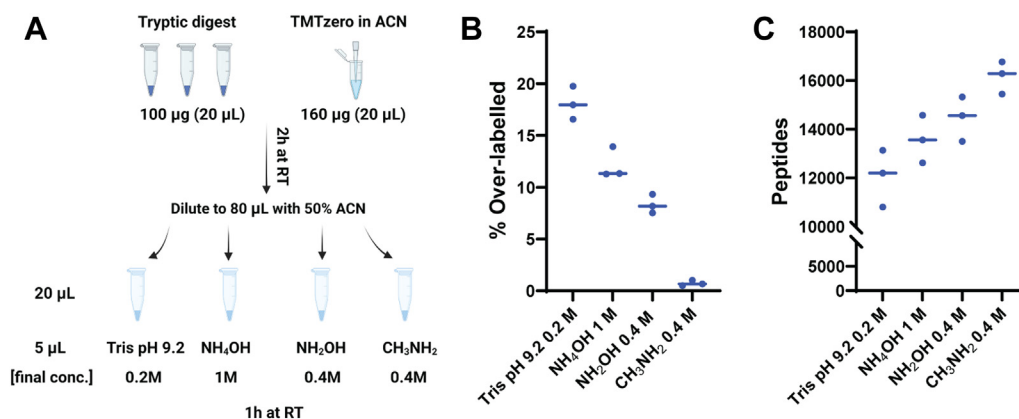 A
Tryptic digest
TMTzero in ACN
100 µg (20 µL)
160 µg (20 µL)
2h at RT
Dilute to 80 µL with 50% ACN
20 µL
5 µL
Tris pH 9.2
NH₄OH
NH₂OH
CH₃NH₂
[final conc.]
0.2M
1M
0.4M
0.4M
1h at RT
B
% Over-labelled
25
20
15
10
5
0
Tris pH 9.2 0.2 M
NH₄OH 1 M
NH₂OH 0.4 M
CH₃NH₂ 0.4 M
C
Peptides
18000
16000
14000
12000
10000
5000
0
Tris pH 9.2 0.2 M
NH₄OH 1 M
NH₂OH 0.4 M
CH₃NH₂ 0.4 M